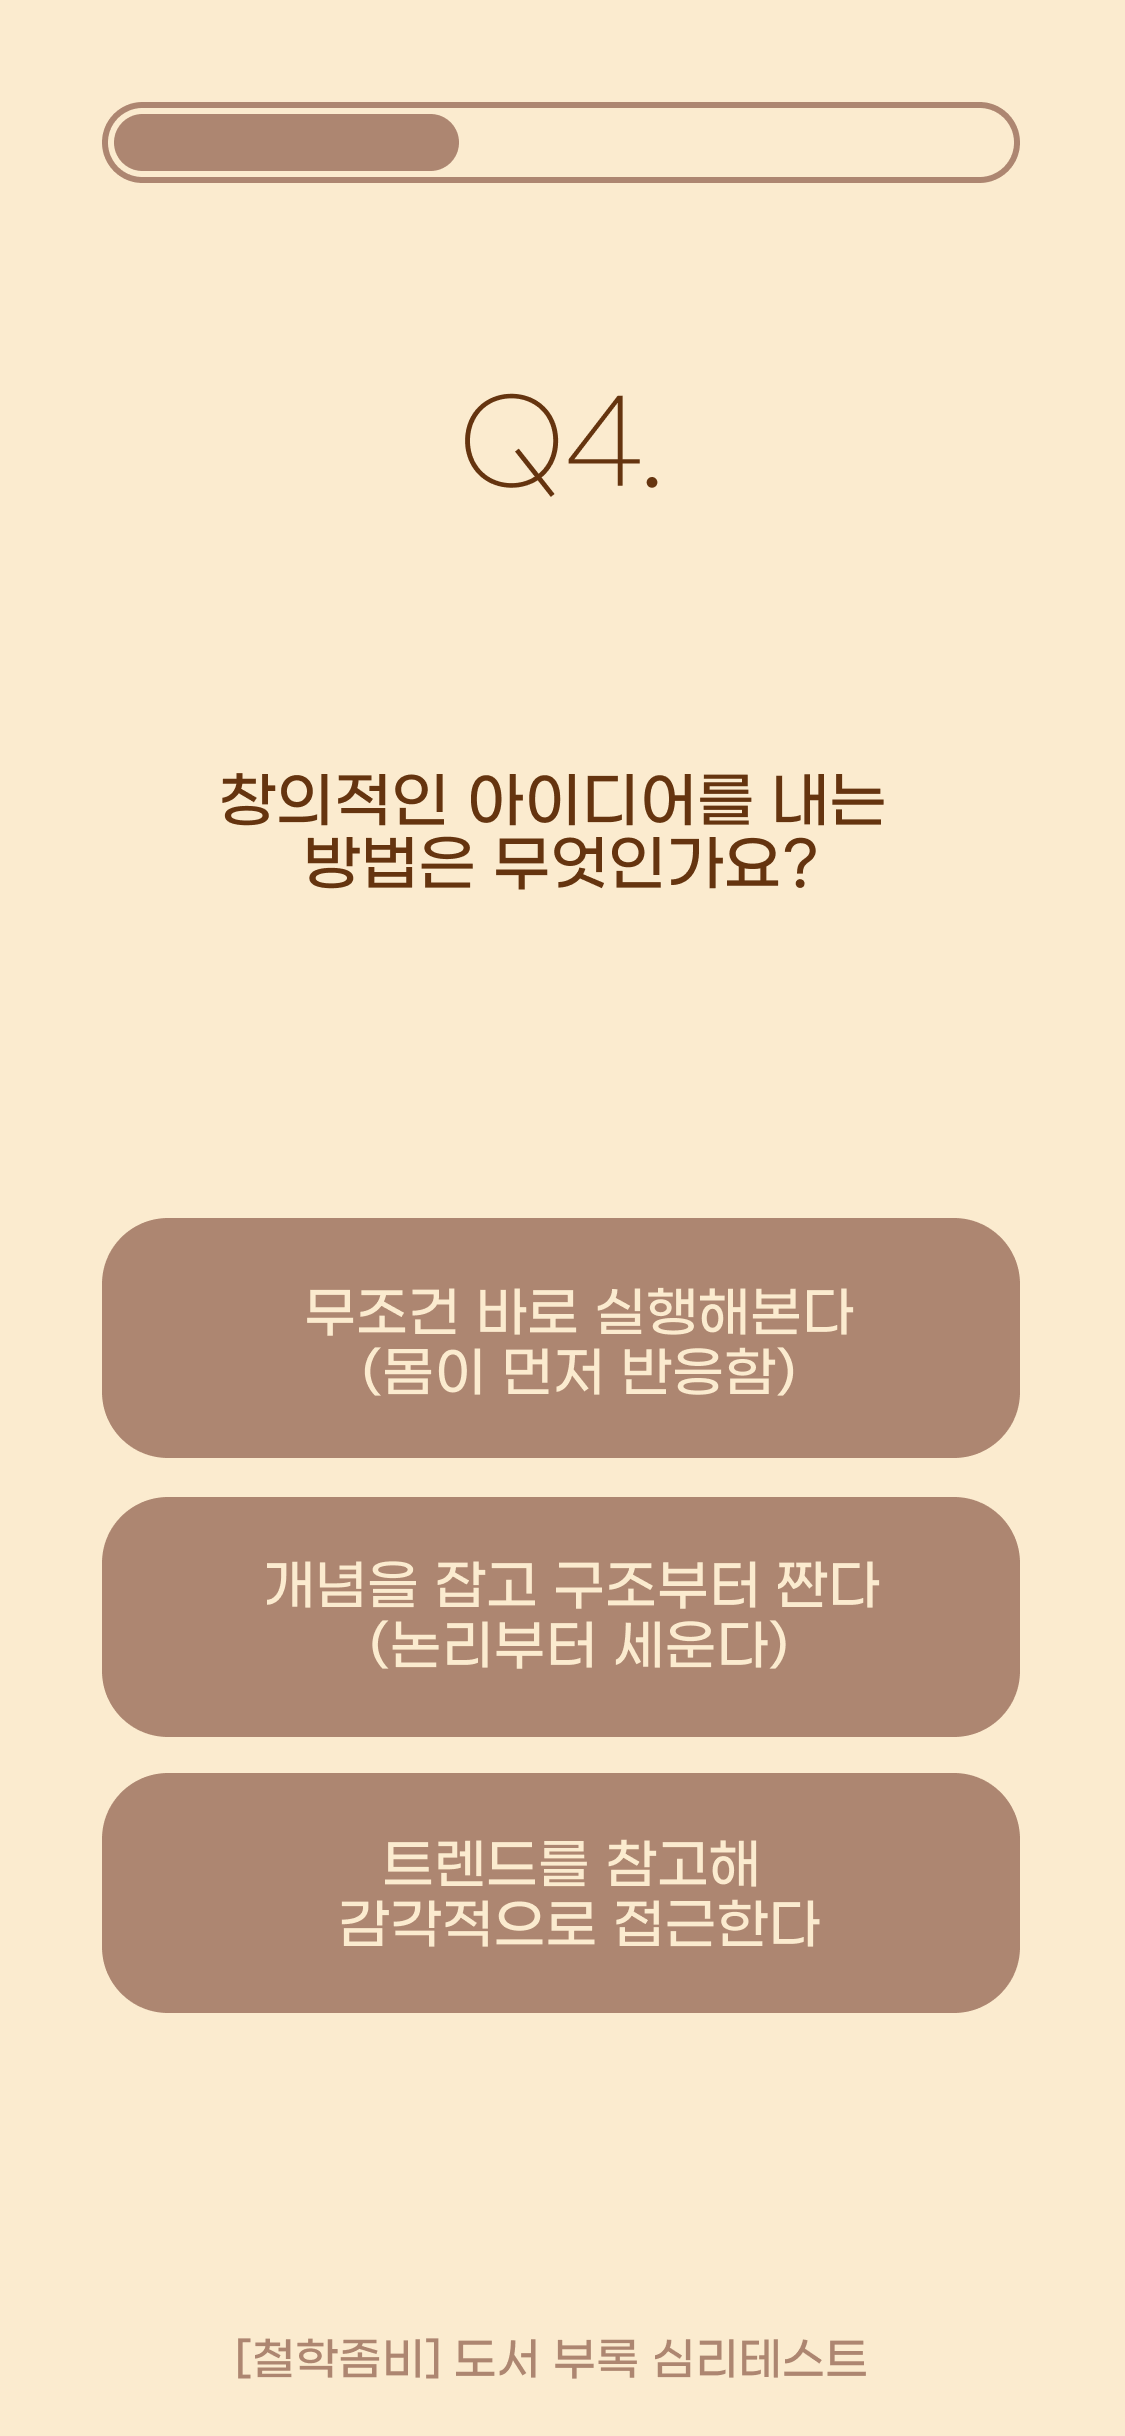 Q4.
창의적인 아이디어를 내는
방법은 무엇인가요?
무조건 바로 실행해본다
(몸이 먼저 반응함)
개념을 잡고 구조부터 짠다
(논리부터 세운다)
트렌드를 참고해
감각적으로 접근한다
[철학좀비] 도서 부록 심리테스트